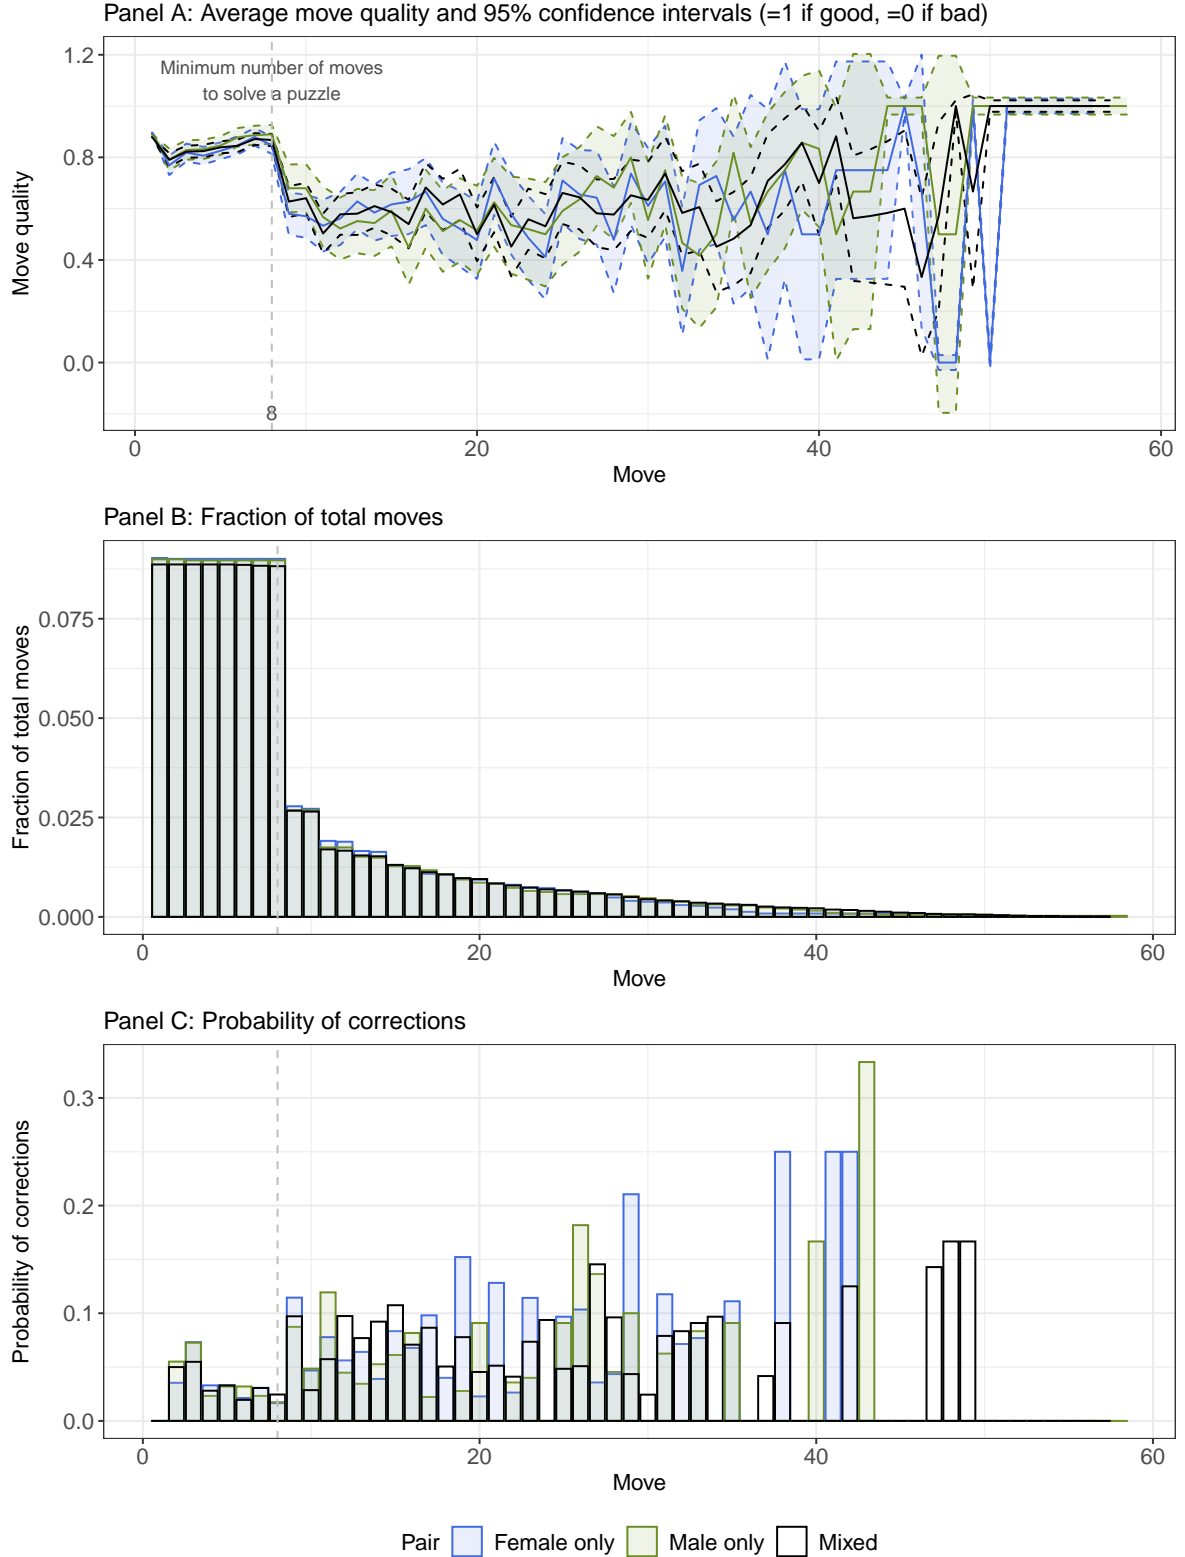 Panel A: Average move quality and 95% confidence intervals (=1 if good, =0 if bad)
1.2
0.8
0.4
0.0
Move quality
Minimum number of moves
to solve a puzzle
8
0
20
40
60
Move
Panel B: Fraction of total moves
0.075
0.050
0.025
0.000
Fraction of total moves
0
20
40
60
Move
Panel C: Probability of corrections
0.3
0.2
0.1
0.0
Probability of corrections
0
20
40
60
Move
Pair Female only Male only Mixed